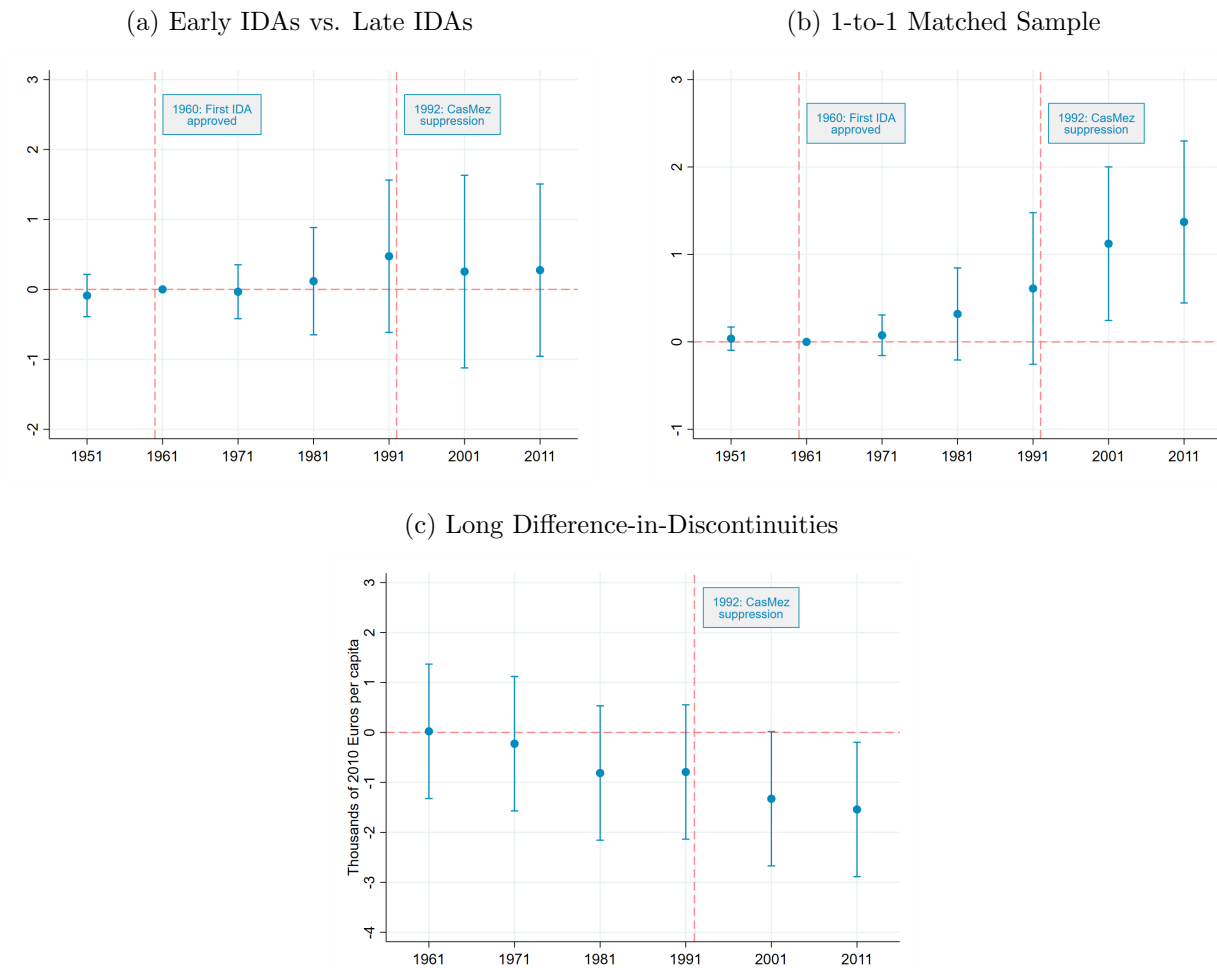 (a) Early IDAs vs. Late IDAs
3
2
1
0
-1
-2
1960: First IDA
approved
1992: CasMez
suppression
1951 1961 1971 1981 1991 2001 2011
(b) 1-to-1 Matched Sample
3
2
1
0
-1
1960: First IDA
approved
1992: CasMez
suppression
1951 1961 1971 1981 1991 2001 2011
(c) Long Difference-in-Discontinuities
Thousands of 2010 Euros per capita
3
2
1
0
-1
-2
-3
-4
1992: CasMez
suppression
1961 1971 1981 1991 2001 2011